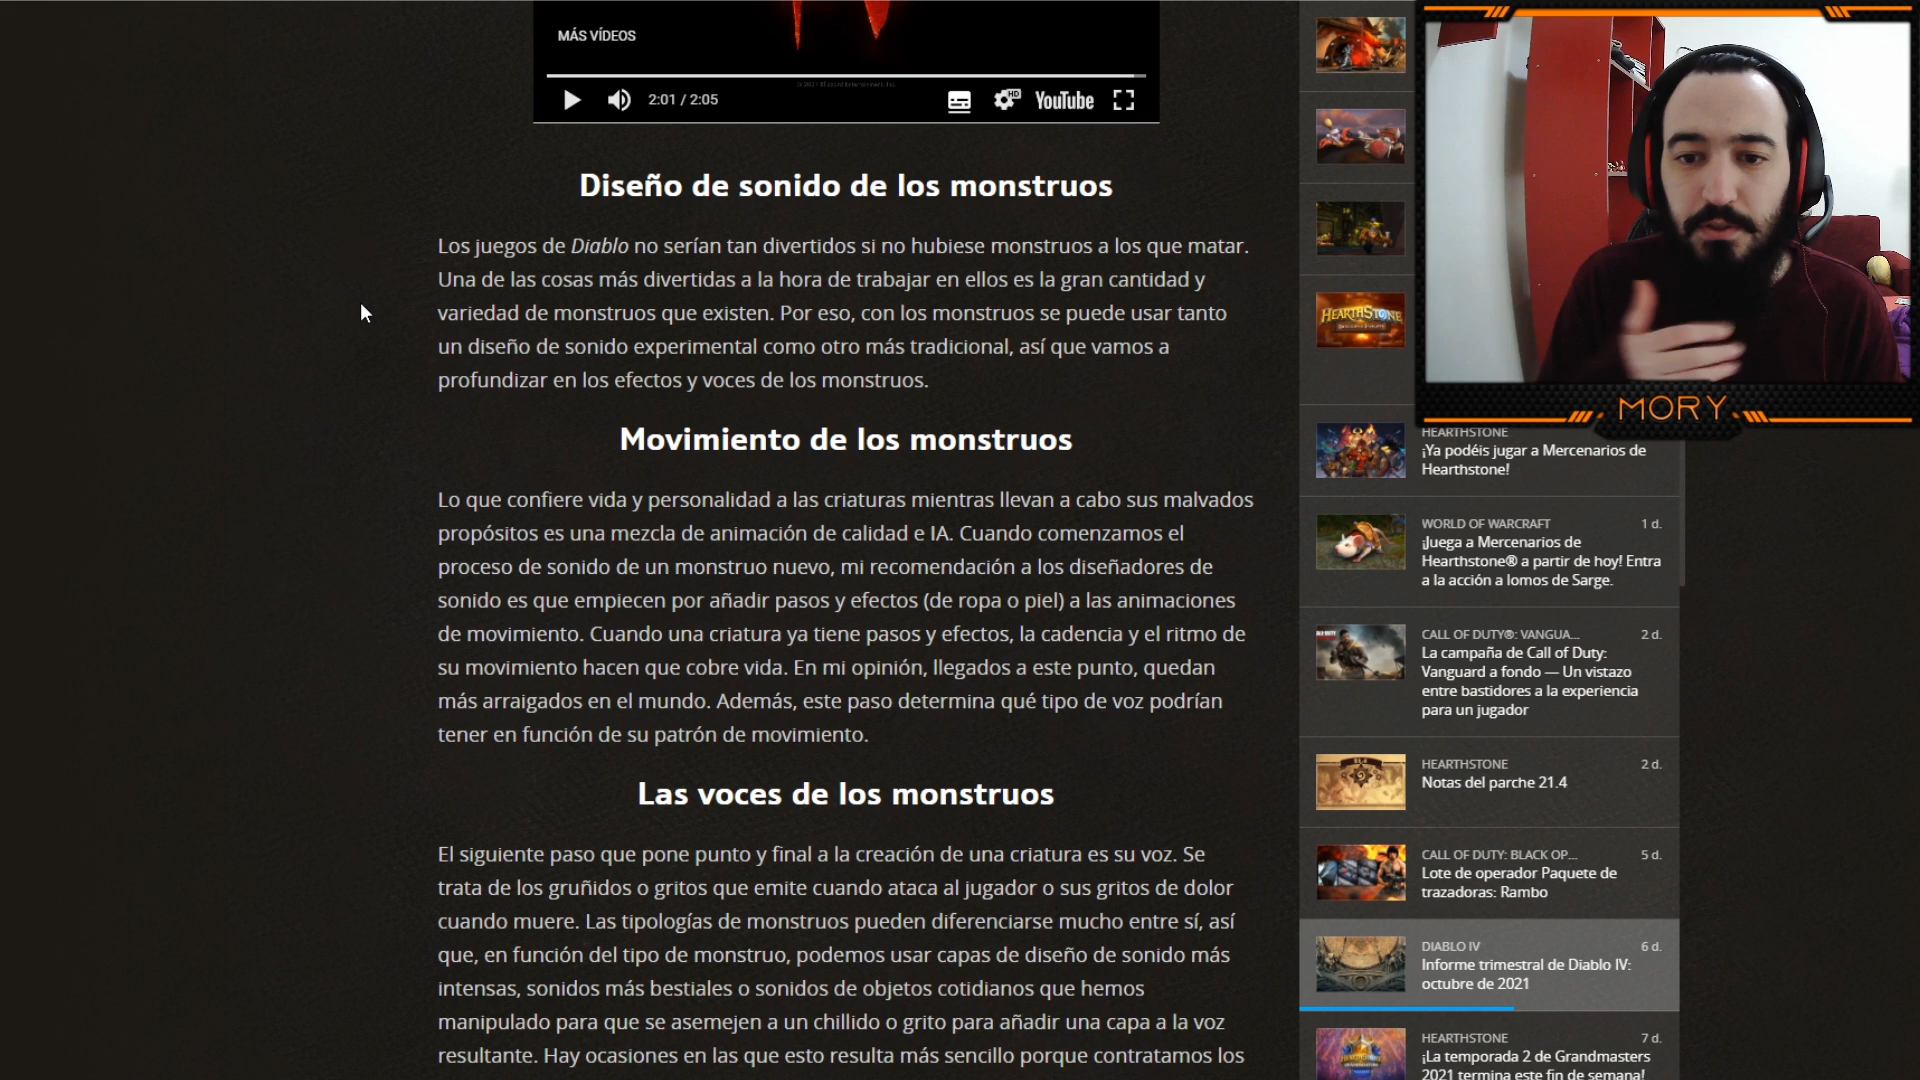 MÁS VÍDEOS
2:01 / 2:05
HD
YouTube
Diseño de sonido de los monstruos
Los juegos de Diablo no serían tan divertidos si no hubiese monstruos a los que matar.
Una de las cosas más divertidas a la hora de trabajar en ellos es la gran cantidad y
variedad de monstruos que existen. Por eso, con los monstruos se puede usar tanto
un diseño de sonido experimental como otro más tradicional, así que vamos a
profundizar en los efectos y voces de los monstruos.
Movimiento de los monstruos
Lo que confiere vida y personalidad a las criaturas mientras llevan a cabo sus malvados
propósitos es una mezcla de animación de calidad e IA. Cuando comenzamos el
proceso de sonido de un monstruo nuevo, mi recomendación a los diseñadores de
sonido es que empiecen por añadir pasos y efectos (de ropa o piel) a las animaciones
de movimiento. Cuando una criatura ya tiene pasos y efectos, la cadencia y el ritmo de
su movimiento hacen que cobre vida. En mi opinión, llegados a este punto, quedan
más arraigados en el mundo. Además, este paso determina qué tipo de voz podrían
tener en función de su patrón de movimiento.
Las voces de los monstruos
El siguiente paso que pone punto y final a la creación de una criatura es su voz. Se
trata de los gruñidos o gritos que emite cuando ataca al jugador o sus gritos de dolor
cuando muere. Las tipologías de monstruos pueden diferenciarse mucho entre sí, así
que, en función del tipo de monstruo, podemos usar capas de diseño de sonido más
intensas, sonidos más bestiales o sonidos de objetos cotidianos que hemos
manipulado para que se asemejen a un chillido o grito para añadir una capa a la voz
resultante. Hay ocasiones en las que esto resulta más sencillo porque contratamos los
HEARTHSTONE
MORY
HEARTHSTONE
¡Ya podéis jugar a Mercenarios de
Hearthstone!
WORLD OF WARCRAFT 1 d.
¡Juega a Mercenarios de
Hearthstone® a partir de hoy! Entra
a la acción a lomos de Sarge.
CALL OF DUTY®: VANGUA... 2 d.
La campaña de Call of Duty:
Vanguard a fondo — Un vistazo
entre bastidores a la experiencia
para un jugador
HEARTHSTONE 2 d.
Notas del parche 21.4
CALL OF DUTY: BLACK OP... 5 d.
Lote de operador Paquete de
trazadoras: Rambo
DIABLO IV 6 d.
Informe trimestral de Diablo IV:
octubre de 2021
HEARTHSTONE 7 d.
¡La temporada 2 de Grandmasters
2021 termina este fin de semana!